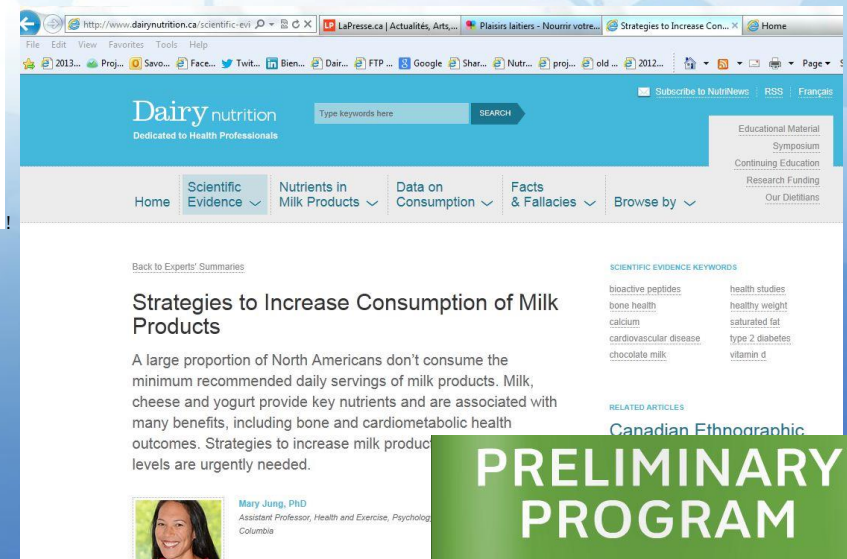 http://www.dairynutrition.ca/scientific-evi
LaPresse.ca | Actualités, Arts,...
Plaisirs laitiers - Nourrir votre...
Strategies to Increase Con...
Home
File Edit View Favorites Tools Help
2013... Proj... Savo... Face... Twit... Bien... Dair... FTP ... Google Shar... Nutr... proj... old ... 2012... Page
Subscribe to NutriNews RSS Français
Dairy nutrition
Dedicated to Health Professionals
Type keywords here
SEARCH
Educational Material
Symposium
Continuing Education
Research Funding
Our Dietitians
Home
Scientific
Evidence
Nutrients in
Milk Products
Data on
Consumption
Facts
& Fallacies
Browse by
!
Back to Experts' Summaries
Strategies to Increase Consumption of Milk
Products
A large proportion of North Americans don't consume the
minimum recommended daily servings of milk products. Milk,
cheese and yogurt provide key nutrients and are associated with
many benefits, including bone and cardiometabolic health
outcomes. Strategies to increase milk product
levels are urgently needed.
Mary Jung, PhD
Assistant Professor, Health and Exercise, Psychology
Columbia
SCIENTIFIC EVIDENCE KEYWORDS
bioactive peptides health studies
bone health healthy weight
calcium saturated fat
cardiovascular disease type 2 diabetes
chocolate milk vitamin d
RELATED ARTICLES
Canadian Ethnographic
PRELIMINARY
PROGRAM